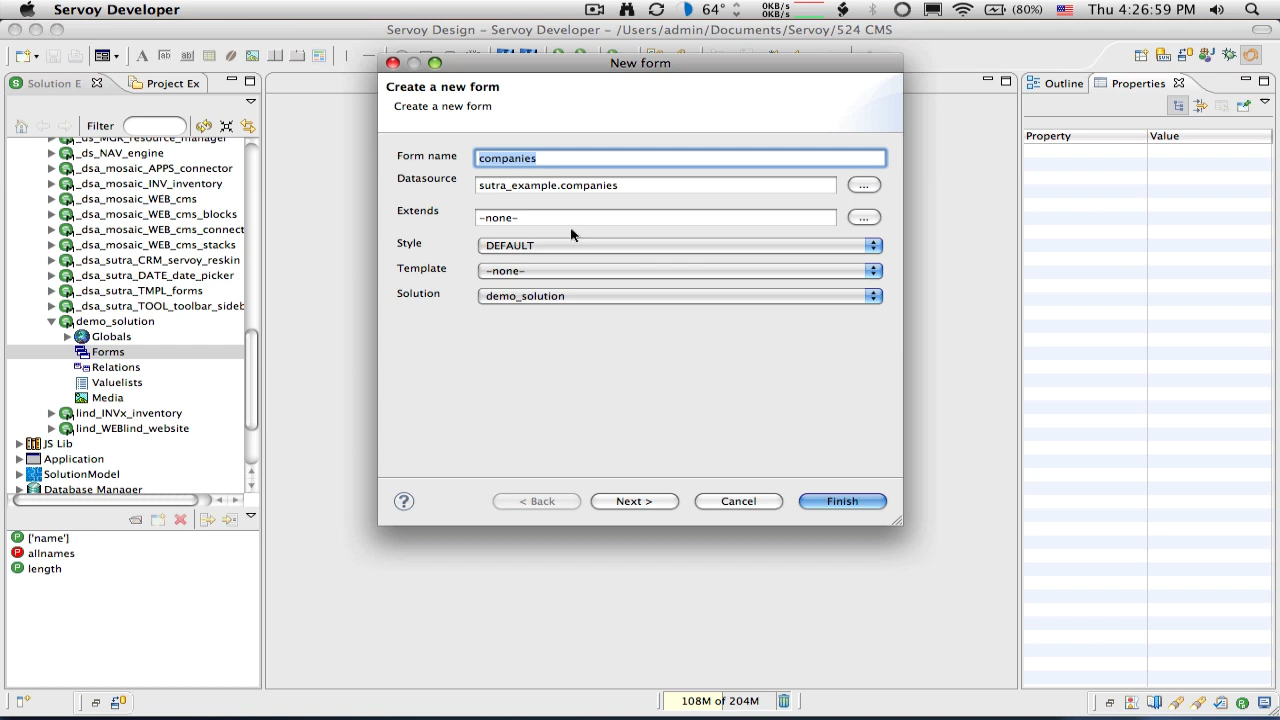 Servoy Developer 64° 0KB/s 0KB/s (80%) Thu 4:26:59 PM
Servoy Design - Servoy Developer - /Users/admin/Documents/Servoy/524 CMS
New form
Solution E
Project Ex
Outline
Properties
Create a new form
Create a new form
Filter
Property Value
_ds_MGR_resource_manager
_ds_NAV_engine
_dsa_mosaic_APPS_connector
_dsa_mosaic_INV_inventory
_dsa_mosaic_WEB_cms
_dsa_mosaic_WEB_cms_blocks
_dsa_mosaic_WEB_cms_connect
_dsa_mosaic_WEB_cms_stacks
_dsa_sutra_CRM_servoy_reskin
_dsa_sutra_DATE_date_picker
_dsa_sutra_TMPL_forms
_dsa_sutra_TOOL_toolbar_sideb
demo_solution
Globals
Forms
Relations
Valuelists
Media
lind_INVx_inventory
lind_WEBlind_website
JS Lib
Application
SolutionModel
Database Manager
Form name companies
Datasource sutra_example.companies ...
Extends -none- ...
Style DEFAULT
Template -none-
Solution demo_solution
? < Back Next > Cancel Finish
['name']
allnames
length
108M of 204M